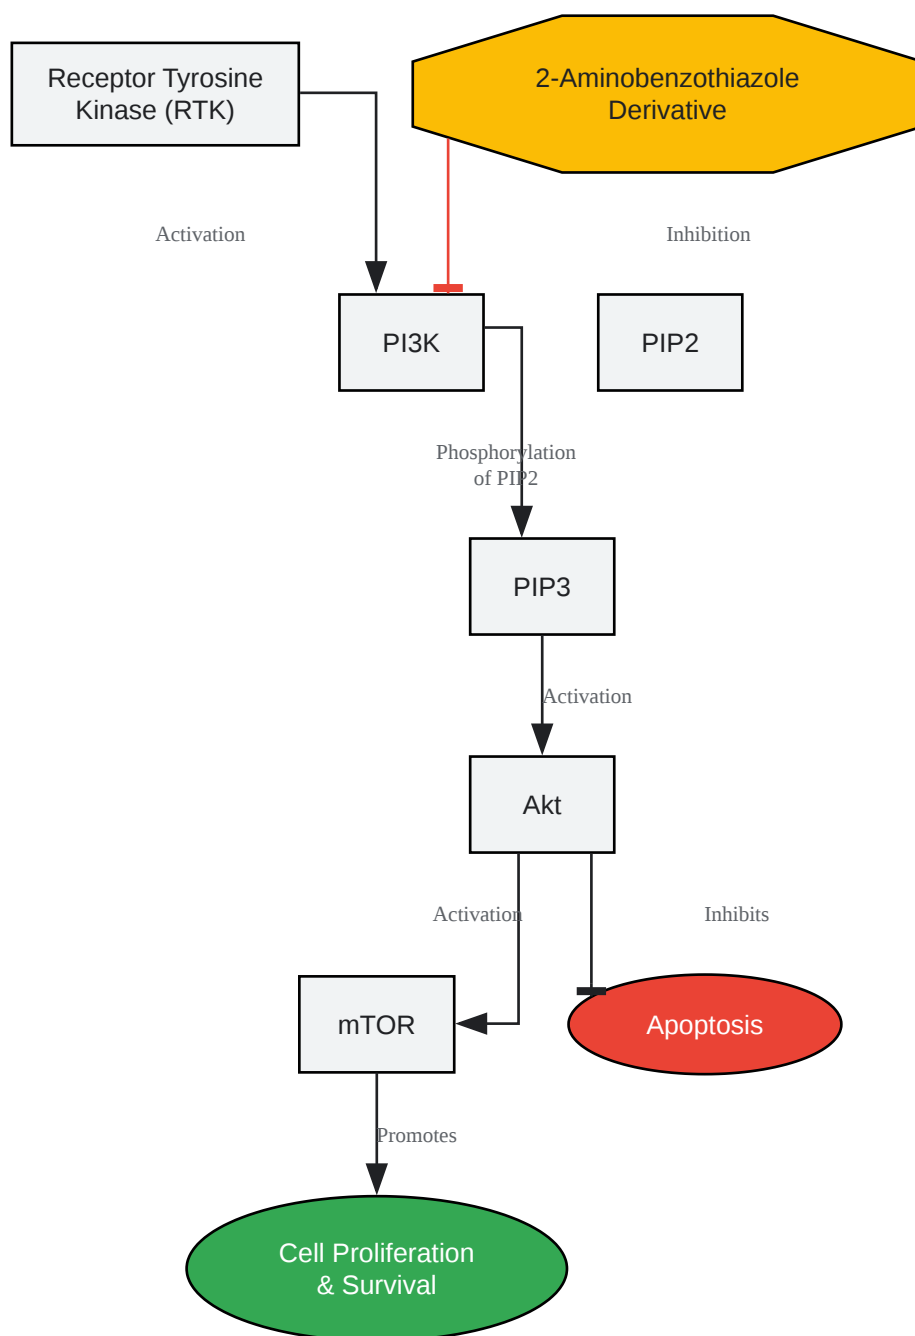 Receptor Tyrosine
Kinase (RTK)
2-Aminobenzothiazole
Derivative
Activation
Inhibition
PI3K
PIP2
Phosphorylation
of PIP2
PIP3
Activation
Akt
Activation
Inhibits
mTOR
Apoptosis
Promotes
Cell Proliferation
& Survival